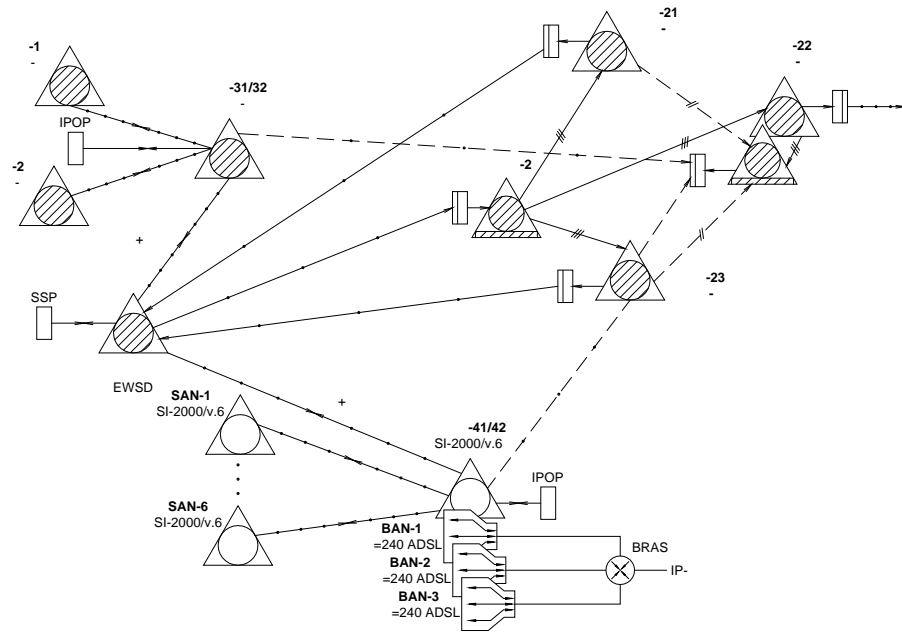 -21
-
-22
-
-1
-
-31/32
-
IPOP
-2
-
-2
-
+
-23
-
SSP
EWSD
SAN-1
SI-2000/v.6
+
-41/42
SI-2000/v.6
SAN-6
SI-2000/v.6
IPOP
BAN-1
=240 ADSL
BAN-2
=240 ADSL
BAN-3
=240 ADSL
BRAS
IP-